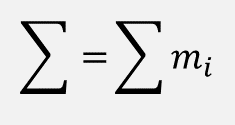 ∑ = ∑ mᵢ